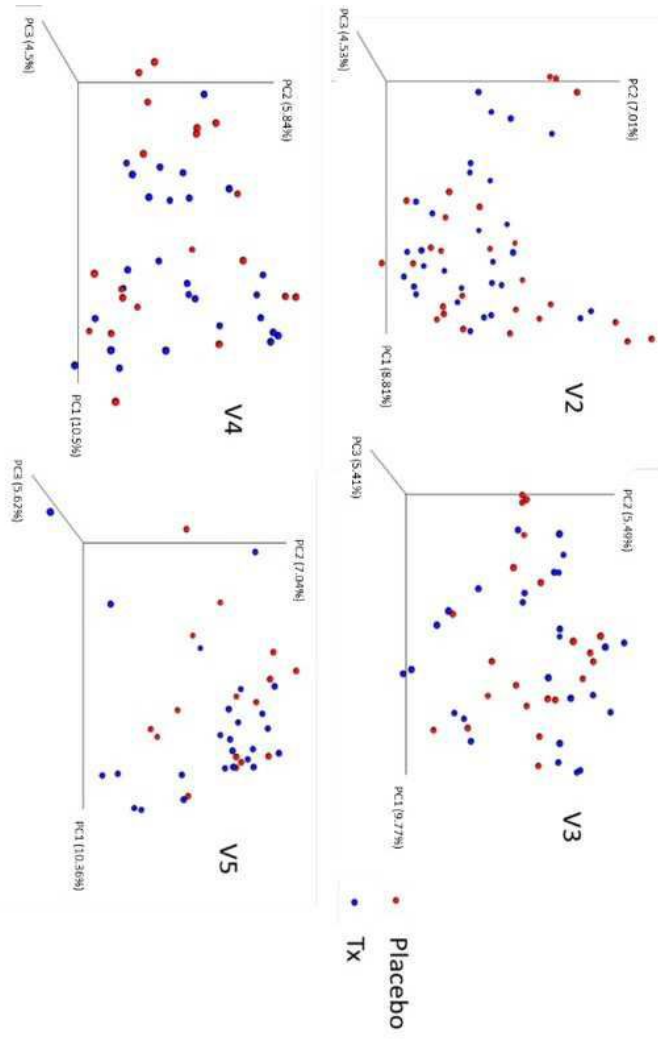 PC2 (7.01%)
PC3 (4.53%)
PC1 (8.81%)
V2
PC2 (5.49%)
PC3 (5.41%)
PC1 (9.77%)
V3
Placebo
Tx
PC2 (5.84%)
PC3 (4.5%)
PC1 (10.5%)
V4
PC2 (7.04%)
PC3 (5.62%)
PC1 (10.36%)
V5